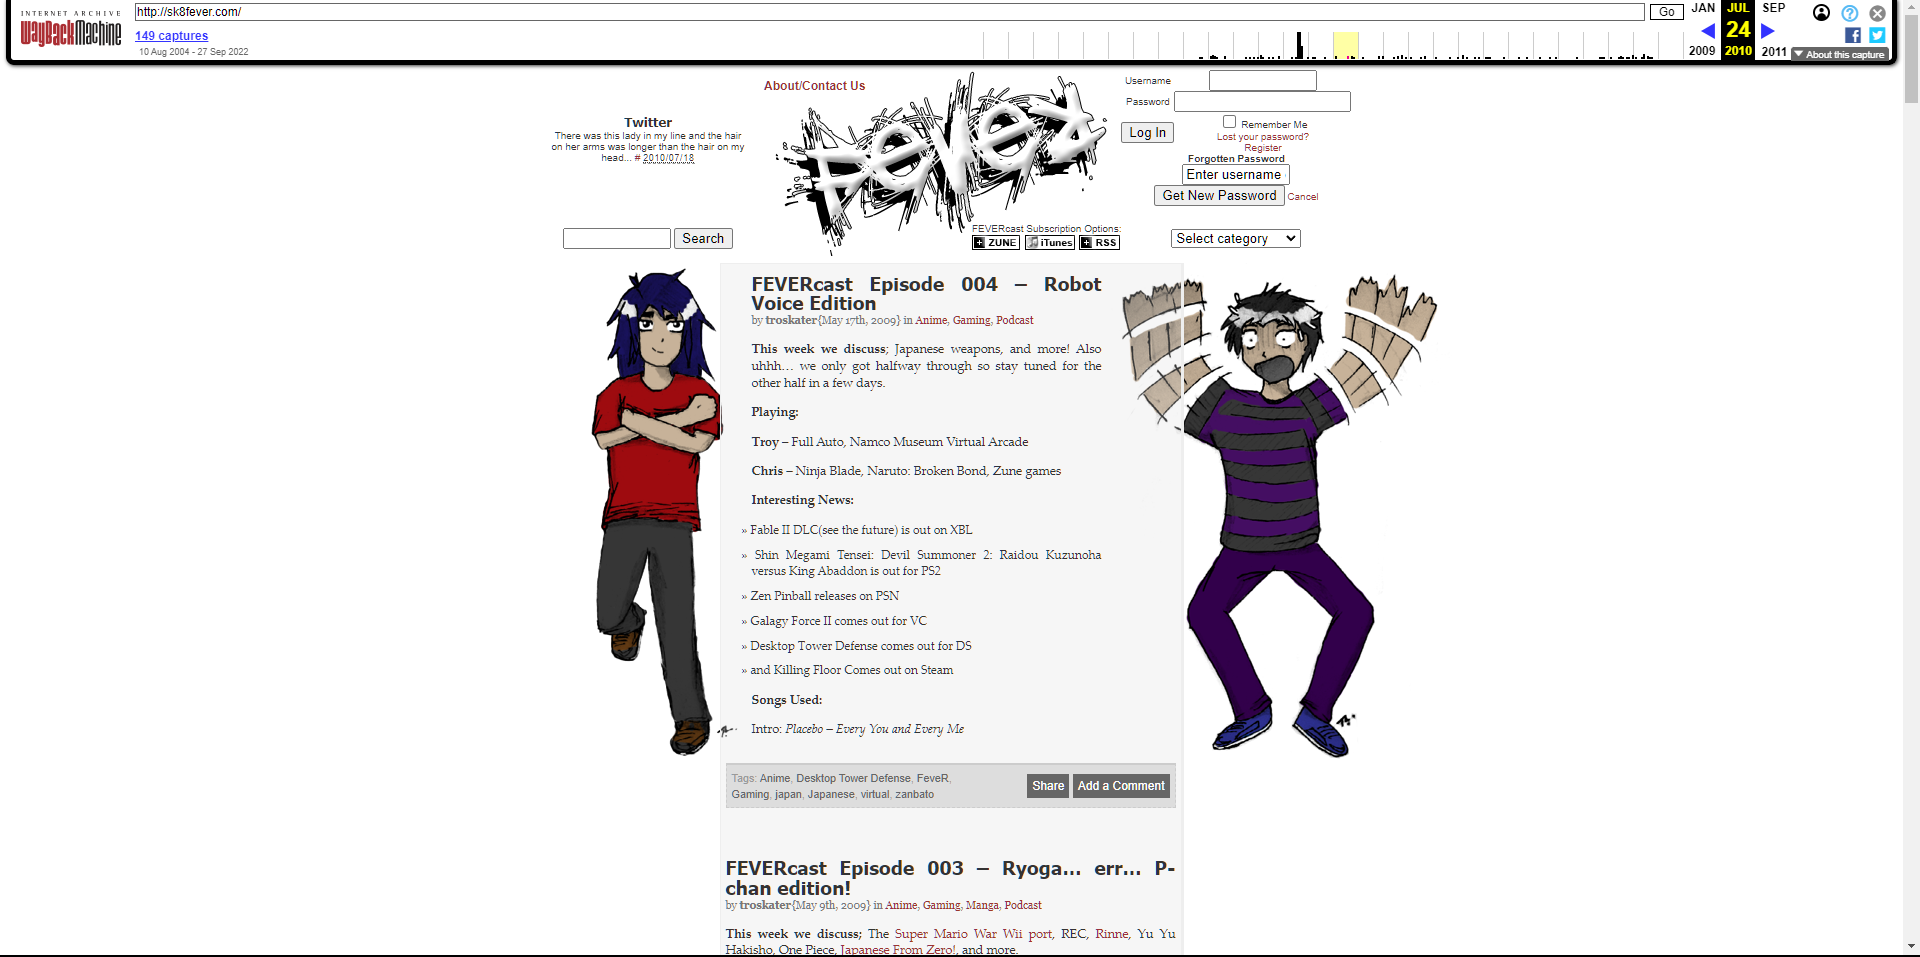 INTERNET ARCHIVE
WayBackMachine
http://sk8fever.com/
Go
JAN
JUL
SEP
149 captures
24
10 Aug 2004 - 27 Sep 2022
2009
2010
2011
About this capture
About/Contact Us
FeveR
Username
Password
Twitter
There was this lady in my line and the hair
on her arms was longer than the hair on my
head... # 2010/07/18
Log In
Remember Me
Lost your password?
Register
Forgotten Password
Enter username
Get New Password
Cancel
Search
FEVERcast Subscription Options:
ZUNE
iTunes
RSS
Select category
FEVERcast Episode 004 – Robot
Voice Edition
by troskater{May 17th, 2009} in Anime, Gaming, Podcast
This week we discuss; Japanese weapons, and more! Also
uhhh… we only got halfway through so stay tuned for the
other half in a few days.
Playing:
Troy – Full Auto, Namco Museum Virtual Arcade
Chris – Ninja Blade, Naruto: Broken Bond, Zune games
Interesting News:
» Fable II DLC(see the future) is out on XBL
» Shin Megami Tensei: Devil Summoner 2: Raidou Kuzunoha
versus King Abaddon is out for PS2
» Zen Pinball releases on PSN
» Galagy Force II comes out for VC
» Desktop Tower Defense comes out for DS
» and Killing Floor Comes out on Steam
Songs Used:
Intro: Placebo – Every You and Every Me
Tags: Anime, Desktop Tower Defense, FeveR,
Gaming, japan, Japanese, virtual, zanbato
Share
Add a Comment
FEVERcast Episode 003 – Ryoga… err… P-
chan edition!
by troskater{May 9th, 2009} in Anime, Gaming, Manga, Podcast
This week we discuss; The Super Mario War Wii port, REC, Rinne, Yu Yu
Hakisho, One Piece, Japanese From Zero!, and more.